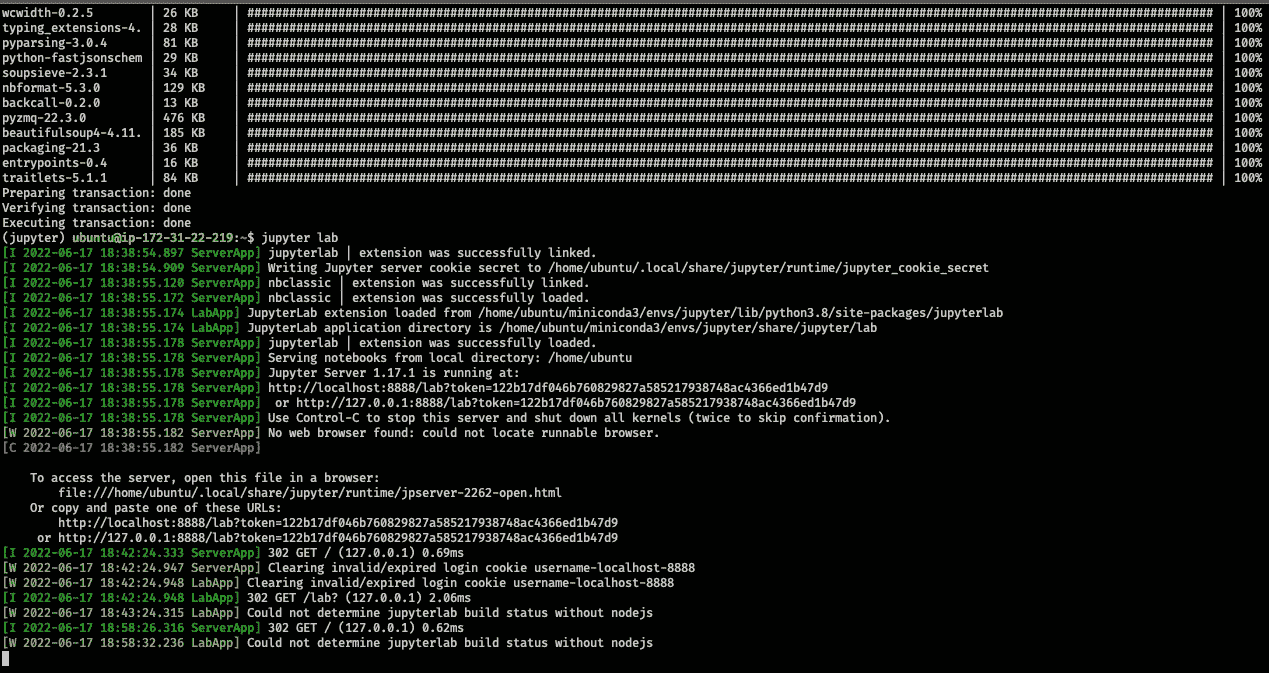 wcwidth-0.2.5 | 26 KB | ########################################################################################################################################## | 100%
typing_extensions-4. | 28 KB | ########################################################################################################################################## | 100%
pyparsing-3.0.4 | 81 KB | ########################################################################################################################################## | 100%
python-fastjsonschem | 29 KB | ########################################################################################################################################## | 100%
soupsieve-2.3.1 | 34 KB | ########################################################################################################################################## | 100%
nbformat-5.3.0 | 129 KB | ########################################################################################################################################## | 100%
backcall-0.2.0 | 13 KB | ########################################################################################################################################## | 100%
pyzmq-22.3.0 | 476 KB | ########################################################################################################################################## | 100%
beautifulsoup4-4.11. | 185 KB | ########################################################################################################################################## | 100%
packaging-21.3 | 36 KB | ########################################################################################################################################## | 100%
entrypoints-0.4 | 16 KB | ########################################################################################################################################## | 100%
traitlets-5.1.1 | 84 KB | ########################################################################################################################################## | 100%
Preparing transaction: done
Verifying transaction: done
Executing transaction: done
(jupyter) ubuntu@ip-172-31-22-219:~$ jupyter lab
[I 2022-06-17 18:38:54.897 ServerApp] jupyterlab | extension was successfully linked.
[I 2022-06-17 18:38:54.909 ServerApp] Writing Jupyter server cookie secret to /home/ubuntu/.local/share/jupyter/runtime/jupyter_cookie_secret
[I 2022-06-17 18:38:55.120 ServerApp] nbclassic | extension was successfully linked.
[I 2022-06-17 18:38:55.172 ServerApp] nbclassic | extension was successfully loaded.
[I 2022-06-17 18:38:55.174 LabApp] JupyterLab extension loaded from /home/ubuntu/miniconda3/envs/jupyter/lib/python3.8/site-packages/jupyterlab
[I 2022-06-17 18:38:55.174 LabApp] JupyterLab application directory is /home/ubuntu/miniconda3/envs/jupyter/share/jupyter/lab
[I 2022-06-17 18:38:55.178 ServerApp] jupyterlab | extension was successfully loaded.
[I 2022-06-17 18:38:55.178 ServerApp] Serving notebooks from local directory: /home/ubuntu
[I 2022-06-17 18:38:55.178 ServerApp] Jupyter Server 1.17.1 is running at:
[I 2022-06-17 18:38:55.178 ServerApp] http://localhost:8888/lab?token=122b17df046b760829827a585217938748ac4366ed1b47d9
[I 2022-06-17 18:38:55.178 ServerApp]  or http://127.0.0.1:8888/lab?token=122b17df046b760829827a585217938748ac4366ed1b47d9
[I 2022-06-17 18:38:55.178 ServerApp] Use Control-C to stop this server and shut down all kernels (twice to skip confirmation).
[W 2022-06-17 18:38:55.182 ServerApp] No web browser found: could not locate runnable browser.
[C 2022-06-17 18:38:55.182 ServerApp]
To access the server, open this file in a browser:
file:///home/ubuntu/.local/share/jupyter/runtime/jpserver-2262-open.html
Or copy and paste one of these URLs:
http://localhost:8888/lab?token=122b17df046b760829827a585217938748ac4366ed1b47d9
or http://127.0.0.1:8888/lab?token=122b17df046b760829827a585217938748ac4366ed1b47d9
[I 2022-06-17 18:42:24.333 ServerApp] 302 GET / (127.0.0.1) 0.69ms
[W 2022-06-17 18:42:24.947 ServerApp] Clearing invalid/expired login cookie username-localhost-8888
[W 2022-06-17 18:42:24.948 LabApp] Clearing invalid/expired login cookie username-localhost-8888
[I 2022-06-17 18:42:24.948 LabApp] 302 GET /lab? (127.0.0.1) 2.06ms
[W 2022-06-17 18:43:24.315 LabApp] Could not determine jupyterlab build status without nodejs
[I 2022-06-17 18:58:26.316 ServerApp] 302 GET / (127.0.0.1) 0.62ms
[W 2022-06-17 18:58:32.236 LabApp] Could not determine jupyterlab build status without nodejs